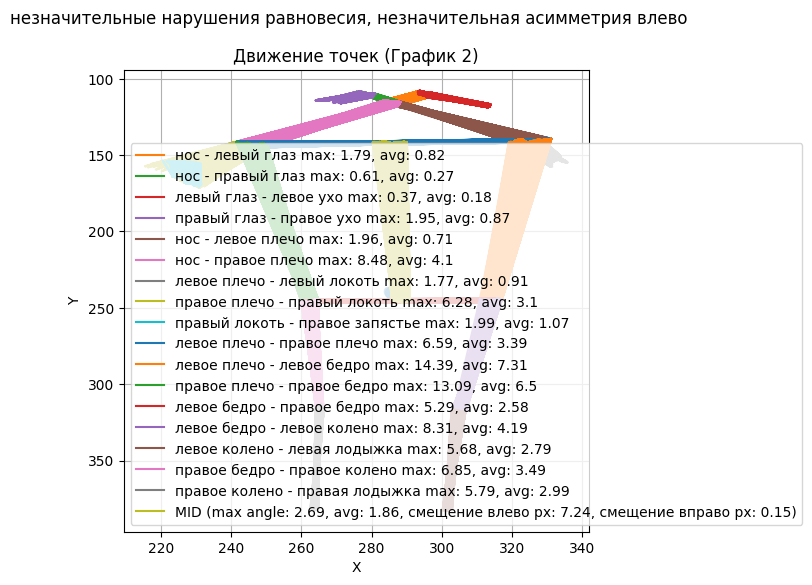 незначительные нарушения равновесия, незначительная асимметрия влево
Движение точек (График 2)
100
150
200
250
300
350
Y
нос - левый глаз max: 1.79, avg: 0.82
нос - правый глаз max: 0.61, avg: 0.27
левый глаз - левое ухо max: 0.37, avg: 0.18
правый глаз - правое ухо max: 1.95, avg: 0.87
нос - левое плечо max: 1.96, avg: 0.71
нос - правое плечо max: 8.48, avg: 4.1
левое плечо - левый локоть max: 1.77, avg: 0.91
правое плечо - правый локоть max: 6.28, avg: 3.1
правый локоть - правое запястье max: 1.99, avg: 1.07
левое плечо - правое плечо max: 6.59, avg: 3.39
левое плечо - левое бедро max: 14.39, avg: 7.31
правое плечо - правое бедро max: 13.09, avg: 6.5
левое бедро - правое бедро max: 5.29, avg: 2.58
левое бедро - левое колено max: 8.31, avg: 4.19
левое колено - левая лодыжка max: 5.68, avg: 2.79
правое бедро - правое колено max: 6.85, avg: 3.49
правое колено - правая лодыжка max: 5.79, avg: 2.99
MID (max angle: 2.69, avg: 1.86, смещение влево px: 7.24, смещение вправо px: 0.15)
220 240 260 280 300 320 340
X